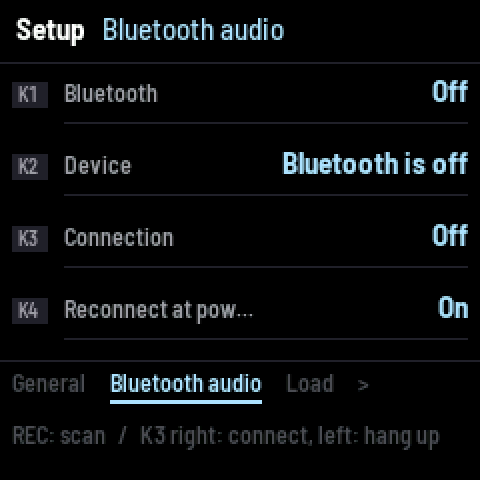 Setup Bluetooth audio
K1 Bluetooth Off
K2 Device Bluetooth is off
K3 Connection Off
K4 Reconnect at pow... On
General Bluetooth audio Load >
REC: scan / K3 right: connect, left: hang up